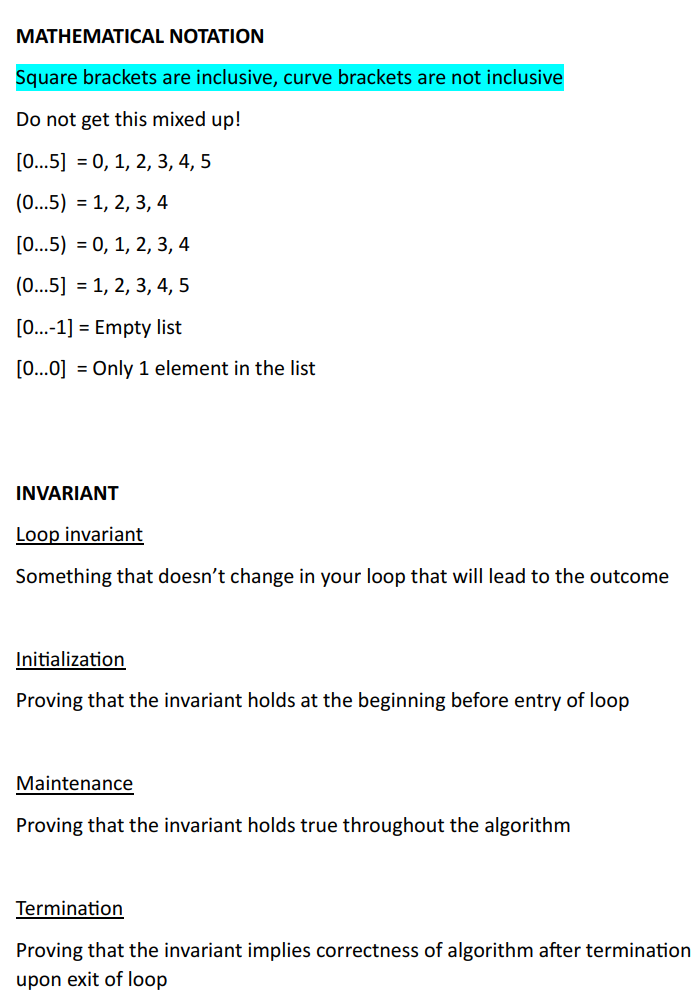 MATHEMATICAL NOTATION
Square brackets are inclusive, curve brackets are not inclusive
Do not get this mixed up!
[0...5] = 0, 1, 2, 3, 4, 5
(0...5) = 1, 2, 3, 4
[0...5) = 0, 1, 2, 3, 4
(0...5] = 1, 2, 3, 4, 5
[0...-1] = Empty list
[0...0] = Only 1 element in the list
INVARIANT
Loop invariant
Something that doesn’t change in your loop that will lead to the outcome
Initialization
Proving that the invariant holds at the beginning before entry of loop
Maintenance
Proving that the invariant holds true throughout the algorithm
Termination
Proving that the invariant implies correctness of algorithm after termination
upon exit of loop